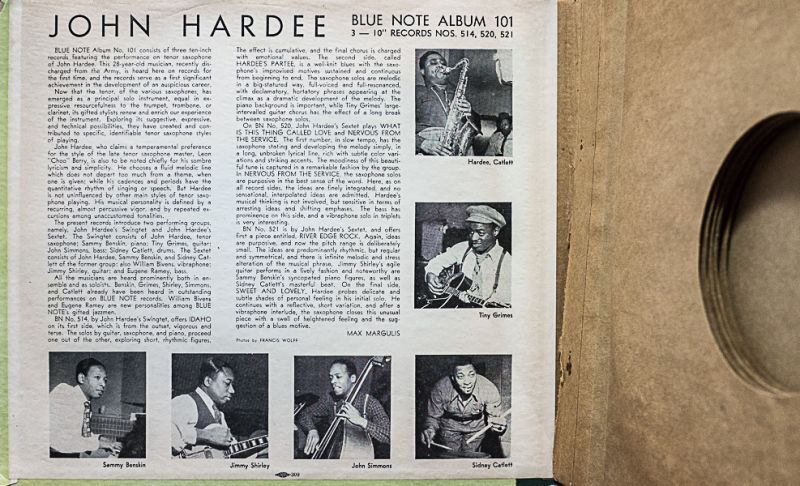 JOHN HARDEE
BLUE NOTE ALBUM 101
3 — 10" RECORDS NOS. 514, 520, 521
BLUE NOTE Album No. 101 consists of three ten-inch
records featuring the performance on tenor saxophone
of John Hardee. This 28-year-old musician, recently dis-
charged from the Army, is heard here on records for
the first time, and the records serve as a first significant
achievement in the development of an auspicious career.
Now that the tenor, of the various saxophones, has
emerged as a principal solo instrument, equal in ex-
pressive resourcefulness to the trumpet, trombone, or
clarinet, its gifted stylists renew and enrich our experience
of the instrument. Exploring its suggestive, expressive,
and technical possibilities, they have created and con-
tributed to specific, identifiable tenor saxophone styles
of playing.
John Hardee, who claims a temperamental preference
for the style of the late tenor saxophone master, Leon
"Choo" Berry, is also to be noted chiefly for his sombre
lyricism and simplicity. He chooses a fluid melodic line
which does not depart too much from a theme, when
one is given; while his cadences and periods have the
quantitative rhythm of singing or speech. But Hardee
is not uninfluenced by other main styles of tenor saxo-
phone playing. His musical personality is defined by a
recurring, almost percussive vigor, and by repeated ex-
cursions among unaccustomed tonalities.
The present records introduce two performing groups,
namely, John Hardee's Swingtet and John Hardee's
Sextet. The Swingtet consists of John Hardee, tenor
saxophone; Sammy Benskin, piano; Tiny Grimes, guitar;
John Simmons, bass; Sidney Catlett, drums. The Sextet
consists of John Hardee, Sammy Benskin, and Sidney Cat-
lett of the former group; also William Bivens, vibraphone;
Jimmy Shirley, guitar; and Eugene Ramey, bass.
All the musicians are heard prominently both in en-
semble and as soloists. Benskin, Grimes, Shirley, Simmons,
and Catlett already have been heard in outstanding
performances on BLUE NOTE records. William Bivens
and Eugene Ramey are new personalities among BLUE
NOTE's gifted jazzmen.
BN No. 514, by John Hardee's Swingtet, offers IDAHO
on its first side, which is from the outset, vigorous and
terse. The solos by guitar, saxophone, and piano, proceed
one out of the other, exploring short, rhythmic figures.
The effect is cumulative, and the final chorus is charged
with emotional values. The second side, called
HARDEE'S PARTEE, is a well-knit blues with the saxo-
phone's improvised motives sustained and continuous
from beginning to end. The saxophone solos are melodic
in a big-statured way, full-voiced and full-resonanced,
with declamatory, hortatory phrases appearing at the
climax as a dramatic development of the melody. The
piano background is important, while Tiny Grimes' large-
intervalled guitar chorus has the effect of a long break
between saxophone solos.
On BN No. 520, John Hardee's Sextet plays WHAT
IS THIS THING CALLED LOVE and NERVOUS FROM
THE SERVICE. The first number, in slow tempo, has the
saxophone stating and developing the melody simply, in
a long, unbroken lyrical line, rich with subtle color vari-
ations and striking accents. The moodiness of this beauti-
ful tune is captured in a remarkable fashion by the group.
In NERVOUS FROM THE SERVICE, the saxophone solos
are purposive in the best sense of the word. Here, as on
all record sides, the ideas are finely integrated, and no
sensational, interpolated ideas are admitted. Hardee's
musical thinking is not involved, but sensitive in terms of
arresting ideas and shifting emphasis. The bass has
prominence on this side, and a vibraphone solo in triplets
is very interesting.
BN No. 521 is by John Hardee's Sextet, and offers
first a piece entitled, RIVER EDGE ROCK. Again, ideas
are purposive, and now the pitch range is deliberately
small. The ideas are predominantly rhythmic, but regular
and symmetrical, and there is infinite melodic and stress
alteration of the musical phrase. Jimmy Shirley's agile
guitar performs in a lively fashion and noteworthy are
Sammy Benskin's syncopated piano figures, as well as
Sidney Catlett's masterful beat. On the final side,
SWEET AND LOVELY, Hardee probes delicate and
subtle shades of personal feeling in his initial solo. He
continues with a reflective, short variation, and after a
vibraphone interlude, the saxophone closes this unusual
piece with a swell of heightened feeling and the sug-
gestion of a blues motive.
MAX MARGULIS
Photos by FRANCIS WOLFF
Hardee, Catlett
Tiny Grimes
Sammy Benskin
Jimmy Shirley
John Simmons
Sidney Catlett
309